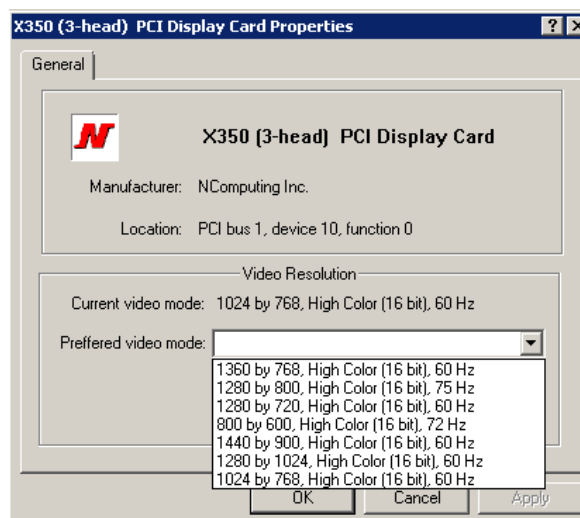 X350 (3-head)  PCI Display Card Properties
? X
General
N
X350 (3-head)  PCI Display Card
Manufacturer: NComputing Inc.
Location: PCI bus 1, device 10, function 0
Video Resolution
Current video mode: 1024 by 768, High Color (16 bit), 60 Hz
Preffered video mode:
1360 by 768, High Color (16 bit), 60 Hz
1280 by 800, High Color (16 bit), 75 Hz
1280 by 720, High Color (16 bit), 60 Hz
800 by 600, High Color (16 bit), 72 Hz
1440 by 900, High Color (16 bit), 60 Hz
1280 by 1024, High Color (16 bit), 60 Hz
1024 by 768, High Color (16 bit), 60 Hz
OK Cancel Apply